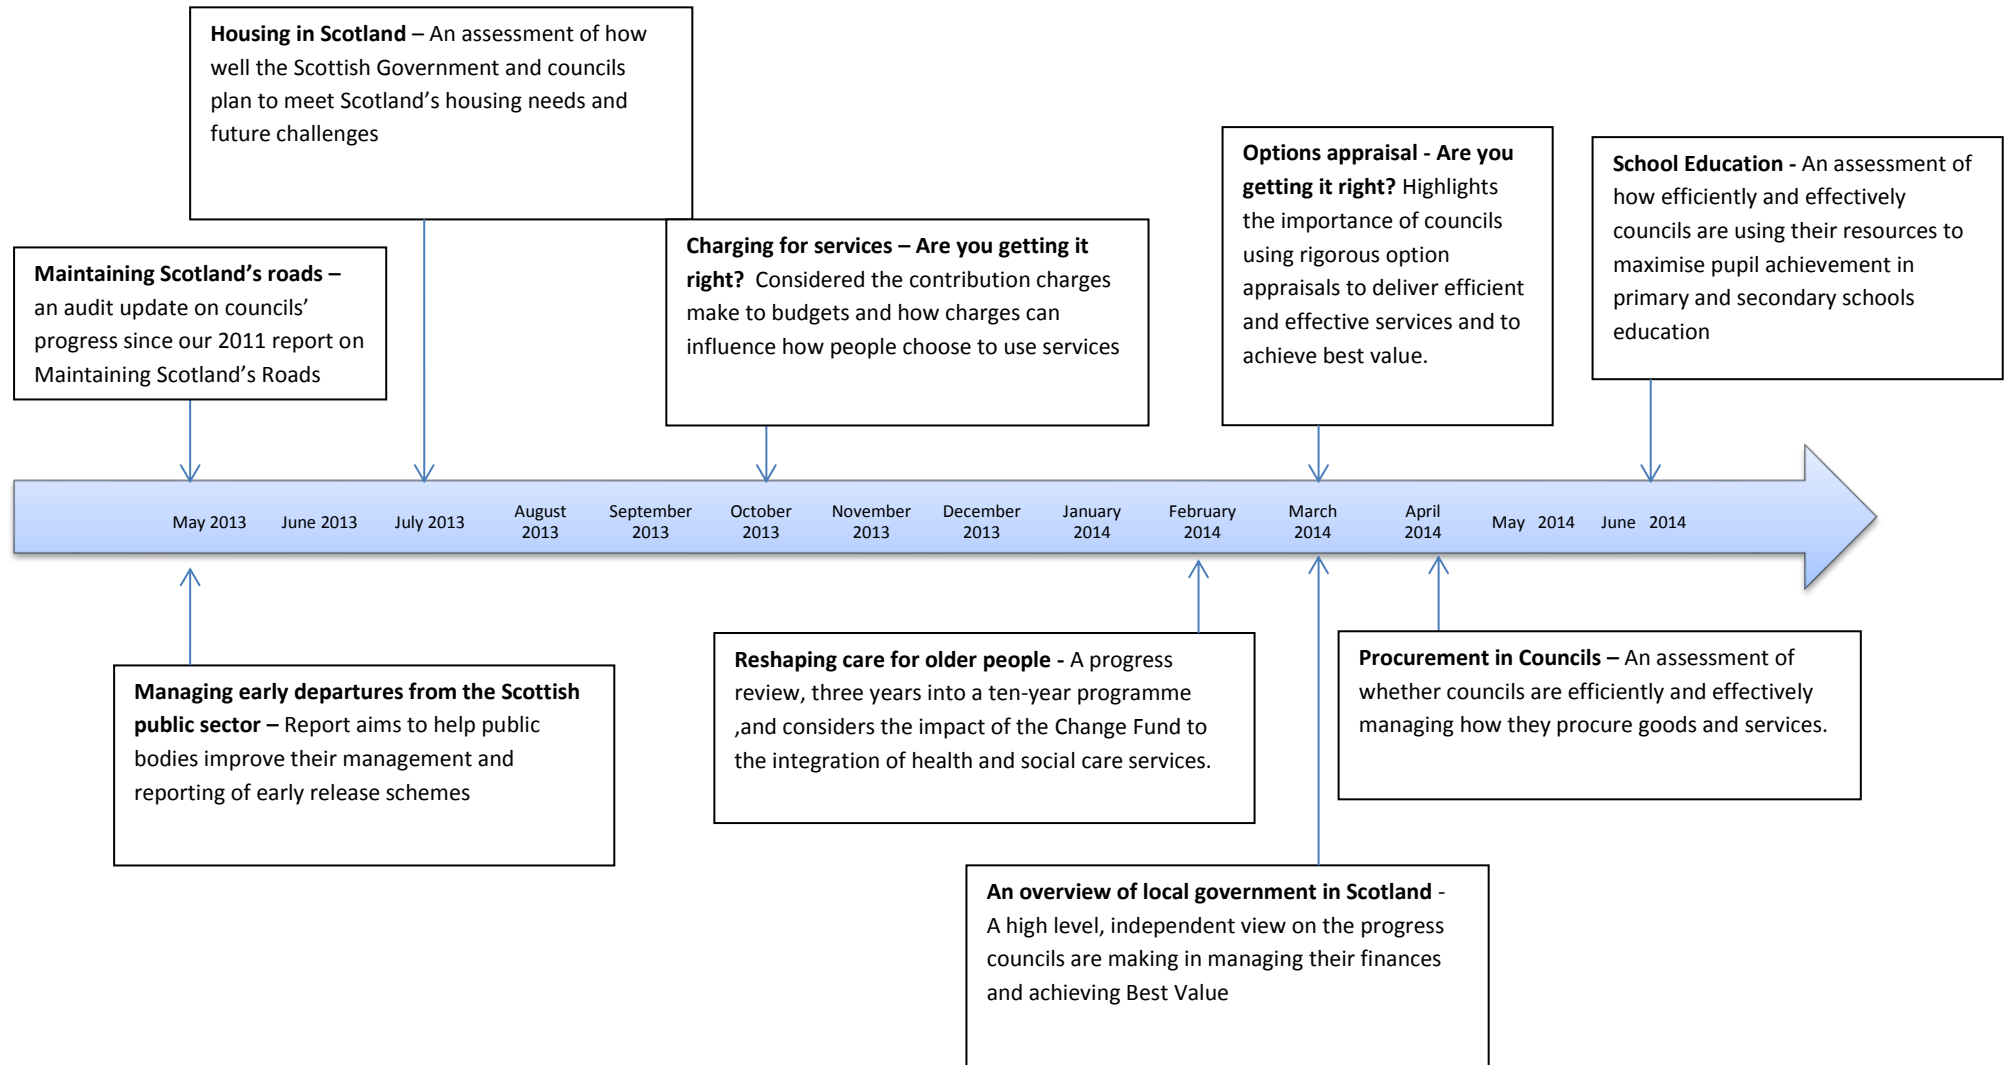 Housing in Scotland – An assessment of how
well the Scottish Government and councils
plan to meet Scotland’s housing needs and
future challenges
Maintaining Scotland’s roads –
an audit update on councils’
progress since our 2011 report on
Maintaining Scotland’s Roads
Charging for services – Are you getting it
right?  Considered the contribution charges
make to budgets and how charges can
influence how people choose to use services
Options appraisal - Are you
getting it right? Highlights
the importance of councils
using rigorous option
appraisals to deliver efficient
and effective services and to
achieve best value.
School Education - An assessment of
how efficiently and effectively
councils are using their resources to
maximise pupil achievement in
primary and secondary schools
education
May 2013
June 2013
July 2013
August
2013
September
2013
October
2013
November
2013
December
2013
January
2014
February
2014
March
2014
April
2014
May   2014
June   2014
Managing early departures from the Scottish
public sector – Report aims to help public
bodies improve their management and
reporting of early release schemes
Reshaping care for older people - A progress
review, three years into a ten-year programme
,and considers the impact of the Change Fund to
the integration of health and social care services.
Procurement in Councils – An assessment of
whether councils are efficiently and effectively
managing how they procure goods and services.
An overview of local government in Scotland -
A high level, independent view on the progress
councils are making in managing their finances
and achieving Best Value